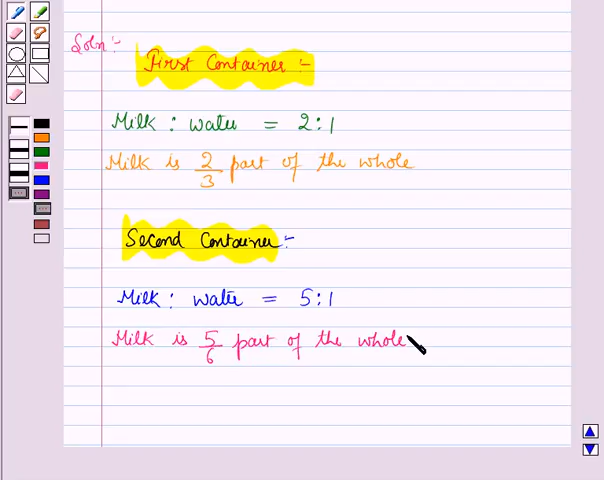 Soln:-
First Container :-
Milk : water = 2:1
Milk is 2/3 part of the whole
Second Container :-
Milk : water = 5:1
Milk is 5/6 part of the whole